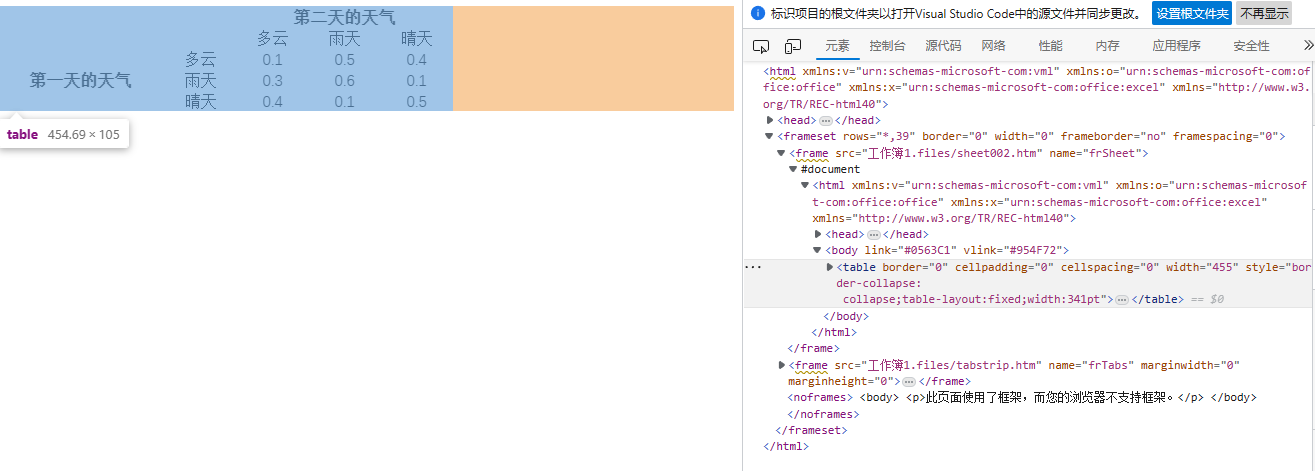 第二天的天气
多云 雨天 晴天
多云 0.1 0.5 0.4
第一天的天气 雨天 0.3 0.6 0.1
晴天 0.4 0.1 0.5
table 454.69 × 105
标识项目的根文件夹以打开Visual Studio Code中的源文件并同步更改。 设置根文件夹 不再显示
元素 控制台 源代码 网络 性能 内存 应用程序 安全性
<html xmlns:v="urn:schemas-microsoft-com:vml" xmlns:o="urn:schemas-microsoft-com:of
fice:office" xmlns:x="urn:schemas-microsoft-com:office:excel" xmlns="http://www.w3.
org/TR/REC-html40">
<head>…</head>
<frameset rows="*,39" border="0" width="0" frameborder="no" framespacing="0">
<frame src="工作簿1.files/sheet002.htm" name="frSheet">
#document
<html xmlns:v="urn:schemas-microsoft-com:vml" xmlns:o="urn:schemas-microsof
t-com:office:office" xmlns:x="urn:schemas-microsoft-com:office:excel"
xmlns="http://www.w3.org/TR/REC-html40">
<head>…</head>
<body link="#0563C1" vlink="#954F72">
<table border="0" cellpadding="0" cellspacing="0" width="455" style="bor
der-collapse:
collapse;table-layout:fixed;width:341pt">…</table> == $0
</body>
</html>
</frame>
<frame src="工作簿1.files/tabstrip.htm" name="frTabs" marginwidth="0"
marginheight="0">…</frame>
<noframes> <body> <p>此页面使用了框架，而您的浏览器不支持框架。</p> </body>
</noframes>
</frameset>
</html>